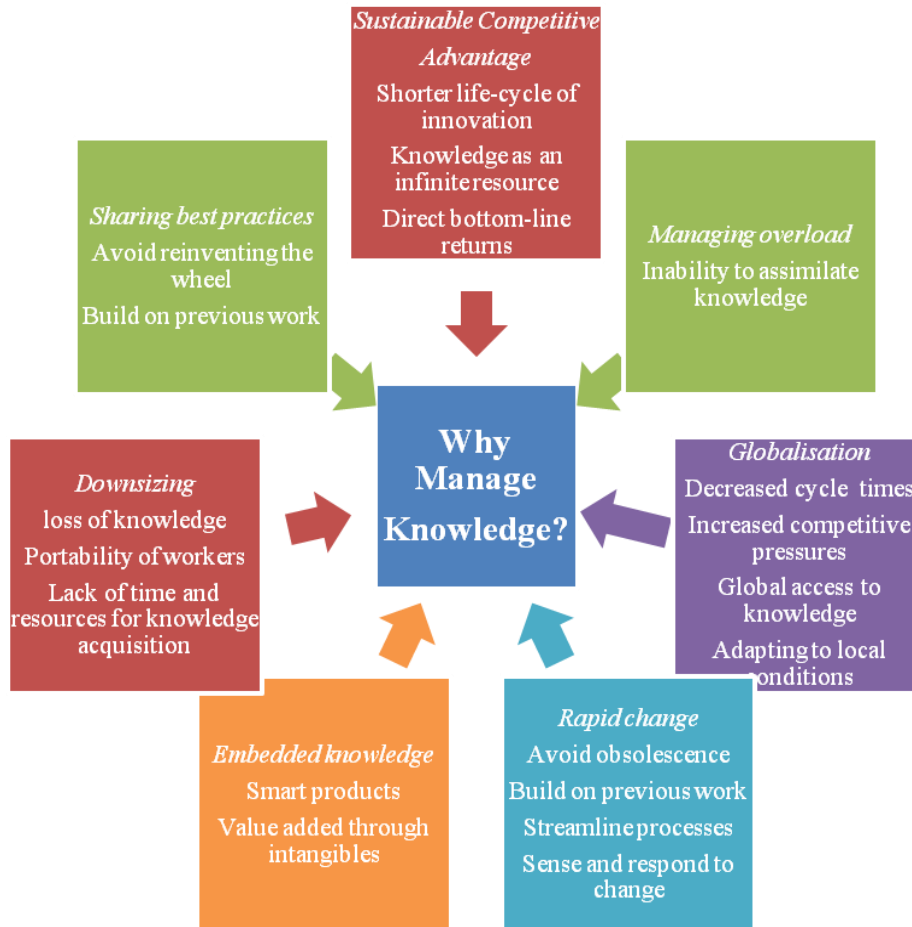 Sustainable Competitive
Advantage
Shorter life-cycle of
innovation
Knowledge as an
infinite resource
Direct bottom-line
returns
Sharing best practices
Avoid reinventing the
wheel
Build on previous work
Managing overload
Inability to assimilate
knowledge
Why
Manage
Knowledge?
Downsizing
loss of knowledge
Portability of workers
Lack of time and
resources for knowledge
acquisition
Globalisation
Decreased cycle times
Increased competitive
pressures
Global access to
knowledge
Adapting to local
conditions
Embedded knowledge
Smart products
Value added through
intangibles
Rapid change
Avoid obsolescence
Build on previous work
Streamline processes
Sense and respond to
change